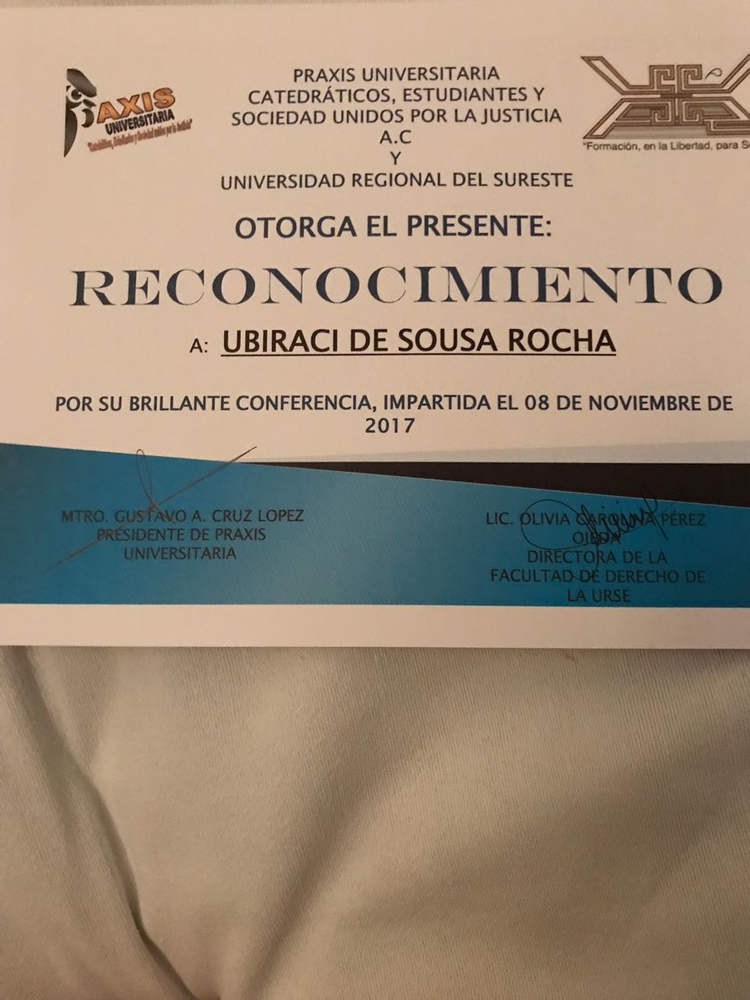 PRAXIS UNIVERSITARIA
CATEDRÁTICOS, ESTUDIANTES Y
SOCIEDAD UNIDOS POR LA JUSTICIA
A.C
Y
UNIVERSIDAD REGIONAL DEL SURESTE
AXIS
UNIVERSITARIA
"Formación, en la Libertad, para S
OTORGA EL PRESENTE:
RECONOCIMIENTO
A: UBIRACI DE SOUSA ROCHA
POR SU BRILLANTE CONFERENCIA, IMPARTIDA EL 08 DE NOVIEMBRE DE
2017
MTRO. GUSTAVO A. CRUZ LOPEZ
PRESIDENTE DE PRAXIS
UNIVERSITARIA
LIC. OLIVIA CAROLINA PÉREZ
DIRECTORA DE LA
FACULTAD DE DERECHO DE
LA URSE